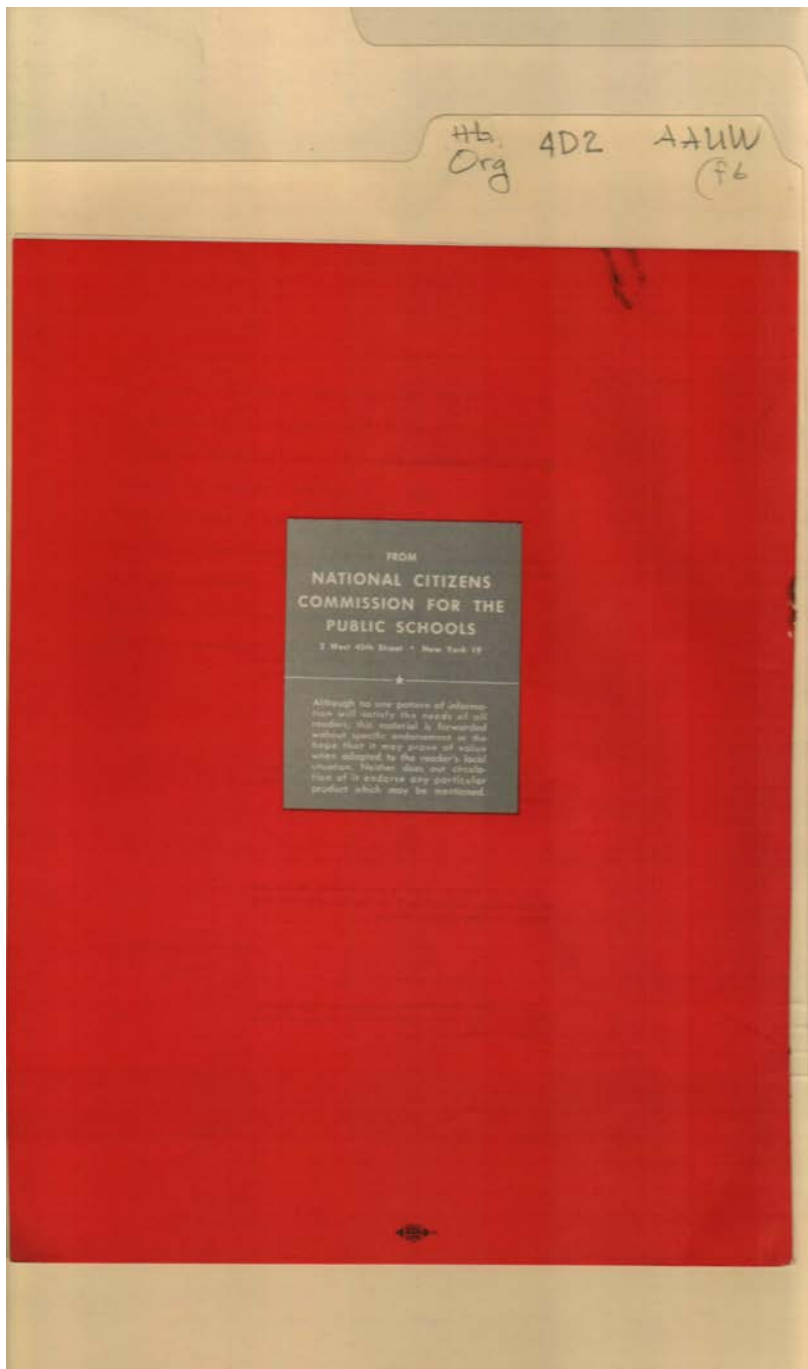 Org 4D2 AAUW
FROM
NATIONAL CITIZENS
COMMISSION FOR THE
PUBLIC SCHOOLS
2 West 45th Street • New York 19
Although no one pattern of informa-
tion will satisfy the needs of all
readers, this material is forwarded
without specific endorsement in the
hope that it may prove of value
when adapted to the reader's local
situation. Neither does our circula-
tion of it endorse any particular
product which may be mentioned.